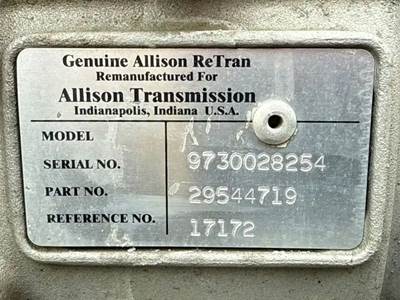 Genuine Allison ReTran
Remanufactured For
Allison Transmission
Indianapolis, Indiana U.S.A.
MODEL
SERIAL NO. 9730028254
PART NO. 29544719
REFERENCE NO. 17172